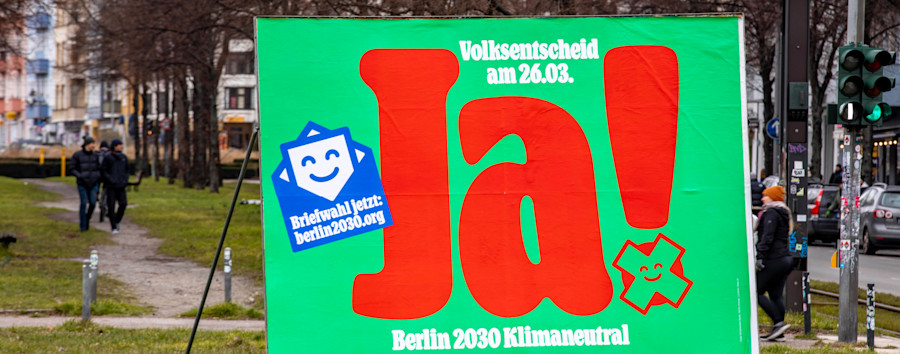 Volksentscheid
am 26.03.
Ja!
Briefwahl jetzt:
berlin2030.org
Berlin 2030 Klimaneutral